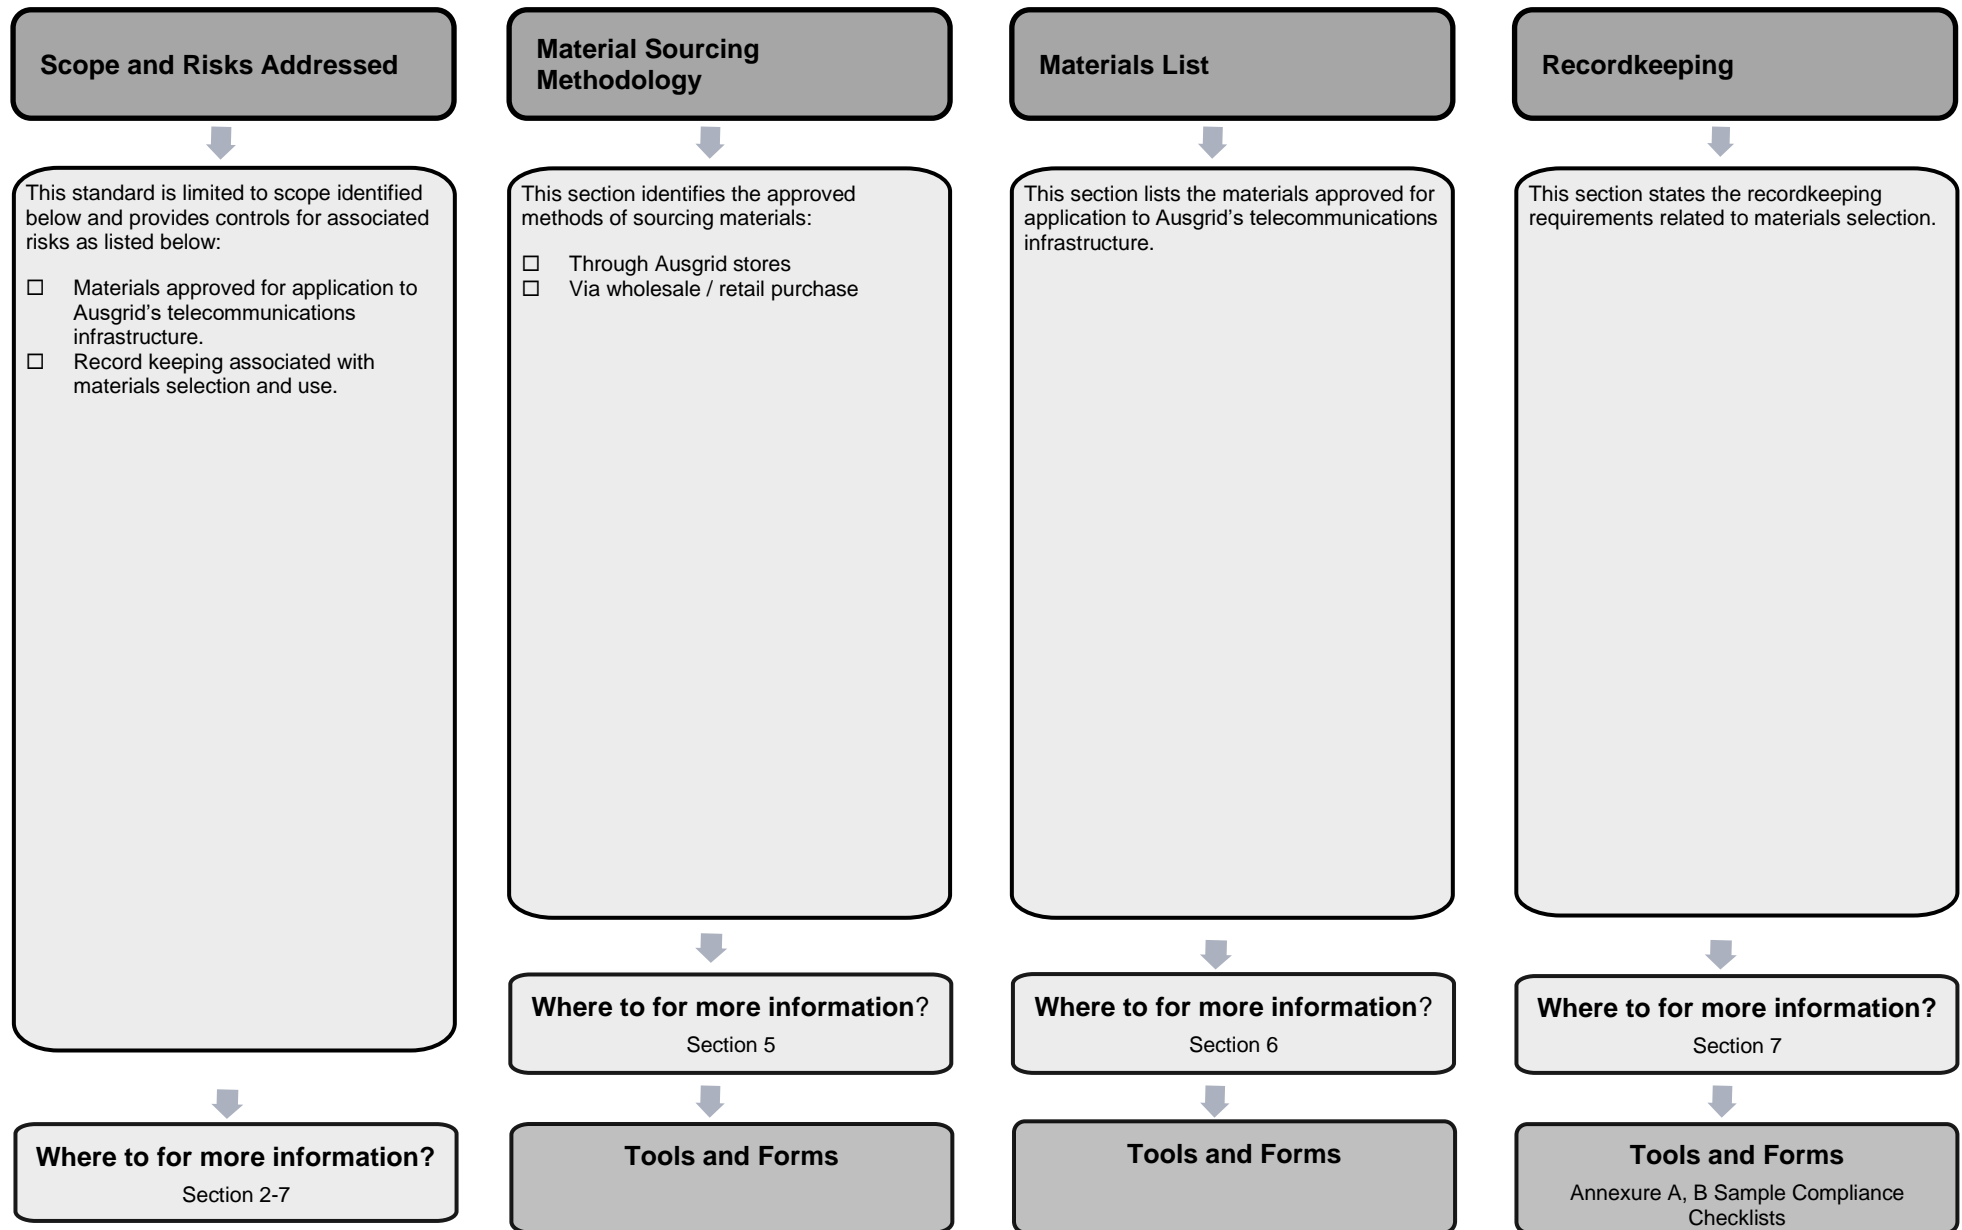 Scope and Risks Addressed
This standard is limited to scope identified
below and provides controls for associated
risks as listed below:
☐ Materials approved for application to
Ausgrid’s telecommunications
infrastructure.
☐ Record keeping associated with
materials selection and use.
Where to for more information?
Section 2-7
Material Sourcing
Methodology
This section identifies the approved
methods of sourcing materials:
☐ Through Ausgrid stores
☐ Via wholesale / retail purchase
Where to for more information?
Section 5
Tools and Forms
Materials List
This section lists the materials approved for
application to Ausgrid’s telecommunications
infrastructure.
Where to for more information?
Section 6
Tools and Forms
Recordkeeping
This section states the recordkeeping
requirements related to materials selection.
Where to for more information?
Section 7
Tools and Forms
Annexure A, B Sample Compliance
Checklists